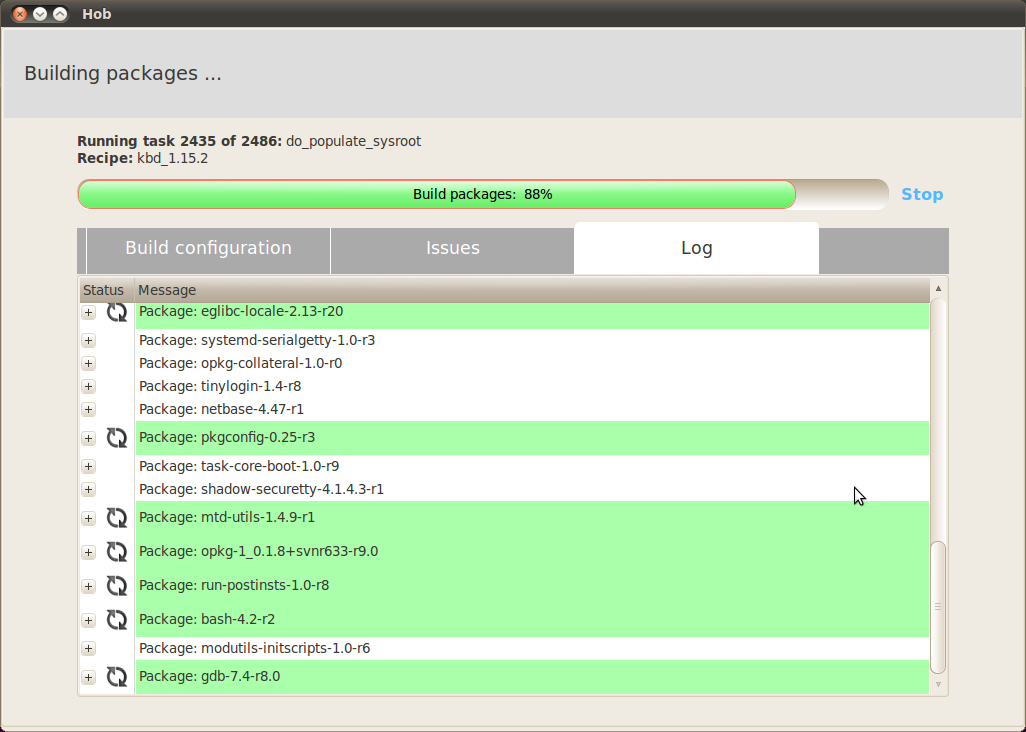 Hob
Building packages ...
Running task 2435 of 2486: do_populate_sysroot
Recipe: kbd_1.15.2
Build packages: 88%
Stop
Build configuration Issues Log
Status Message
Package: eglibc-locale-2.13-r20
Package: systemd-serialgetty-1.0-r3
Package: opkg-collateral-1.0-r0
Package: tinylogin-1.4-r8
Package: netbase-4.47-r1
Package: pkgconfig-0.25-r3
Package: task-core-boot-1.0-r9
Package: shadow-securetty-4.1.4.3-r1
Package: mtd-utils-1.4.9-r1
Package: opkg-1_0.1.8+svnr633-r9.0
Package: run-postinsts-1.0-r8
Package: bash-4.2-r2
Package: modutils-initscripts-1.0-r6
Package: gdb-7.4-r8.0